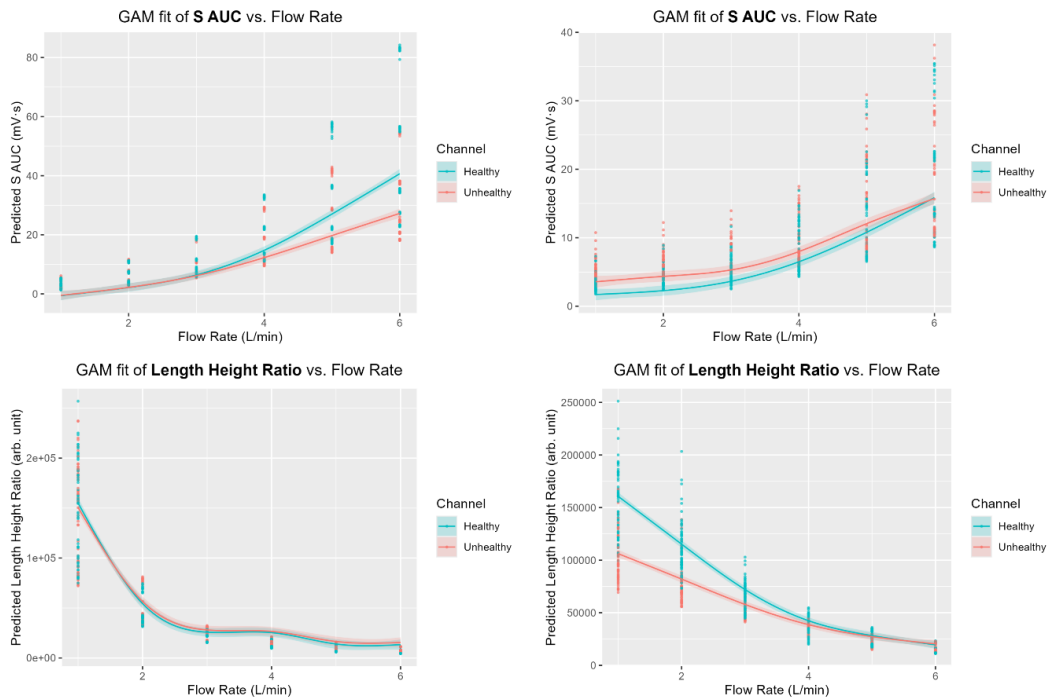 GAM fit of S AUC vs. Flow Rate
Predicted S AUC (mV·s)
80
60
40
20
0
2
4
6
Flow Rate (L/min)
Channel
Healthy
Unhealthy
GAM fit of S AUC vs. Flow Rate
Predicted S AUC (mV·s)
40
30
20
10
0
2
4
6
Flow Rate (L/min)
Channel
Healthy
Unhealthy
GAM fit of Length Height Ratio vs. Flow Rate
Predicted Length Height Ratio (arb. unit)
2e+05
1e+05
0e+00
2
4
6
Flow Rate (L/min)
Channel
Healthy
Unhealthy
GAM fit of Length Height Ratio vs. Flow Rate
Predicted Length Height Ratio (arb. unit)
250000
200000
150000
100000
50000
0
2
4
6
Flow Rate (L/min)
Channel
Healthy
Unhealthy